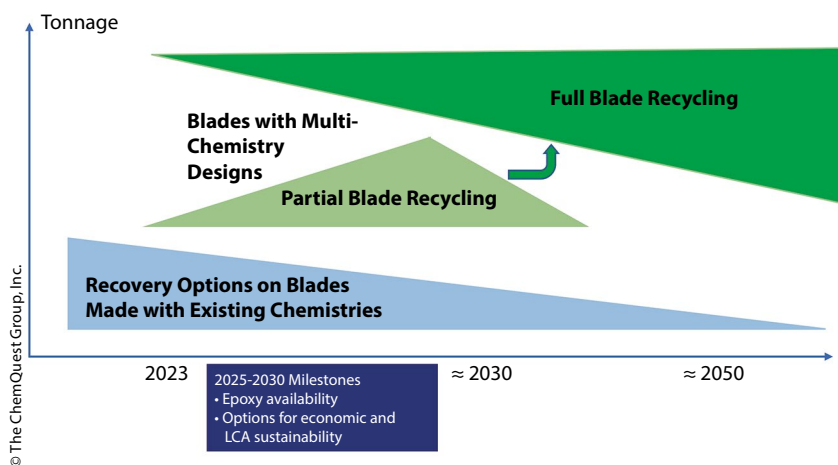 Tonnage
Full Blade Recycling
Blades with Multi-
Chemistry
Designs
Partial Blade Recycling
Recovery Options on Blades
Made with Existing Chemistries
2023
≈ 2030
≈ 2050
2025-2030 Milestones
• Epoxy availability
• Options for economic and
LCA sustainability
© The ChemQuest Group, Inc.